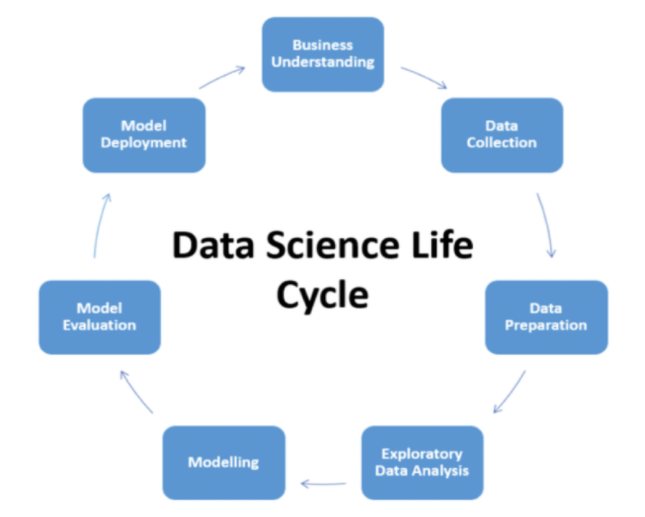 Business
Understanding
Data
Collection
Data
Preparation
Exploratory
Data Analysis
Modelling
Model
Evaluation
Model
Deployment
Data Science Life
Cycle